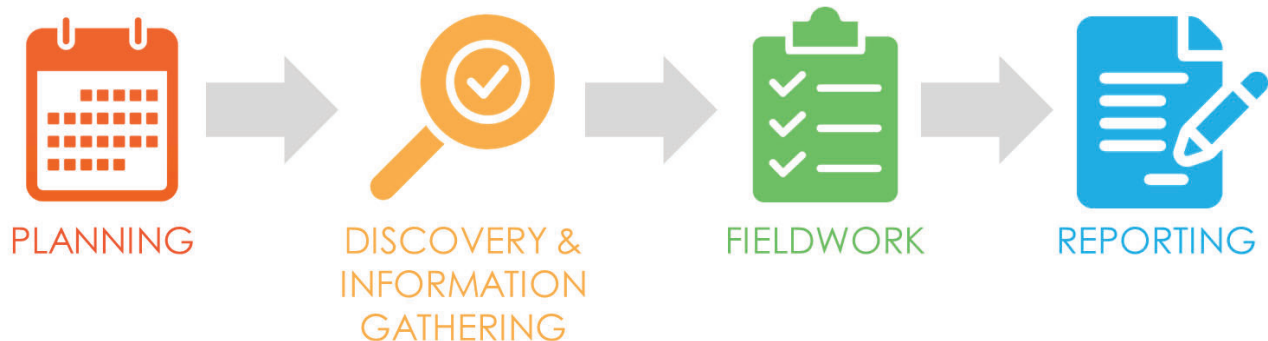 PLANNING
DISCOVERY &
INFORMATION
GATHERING
FIELDWORK
REPORTING